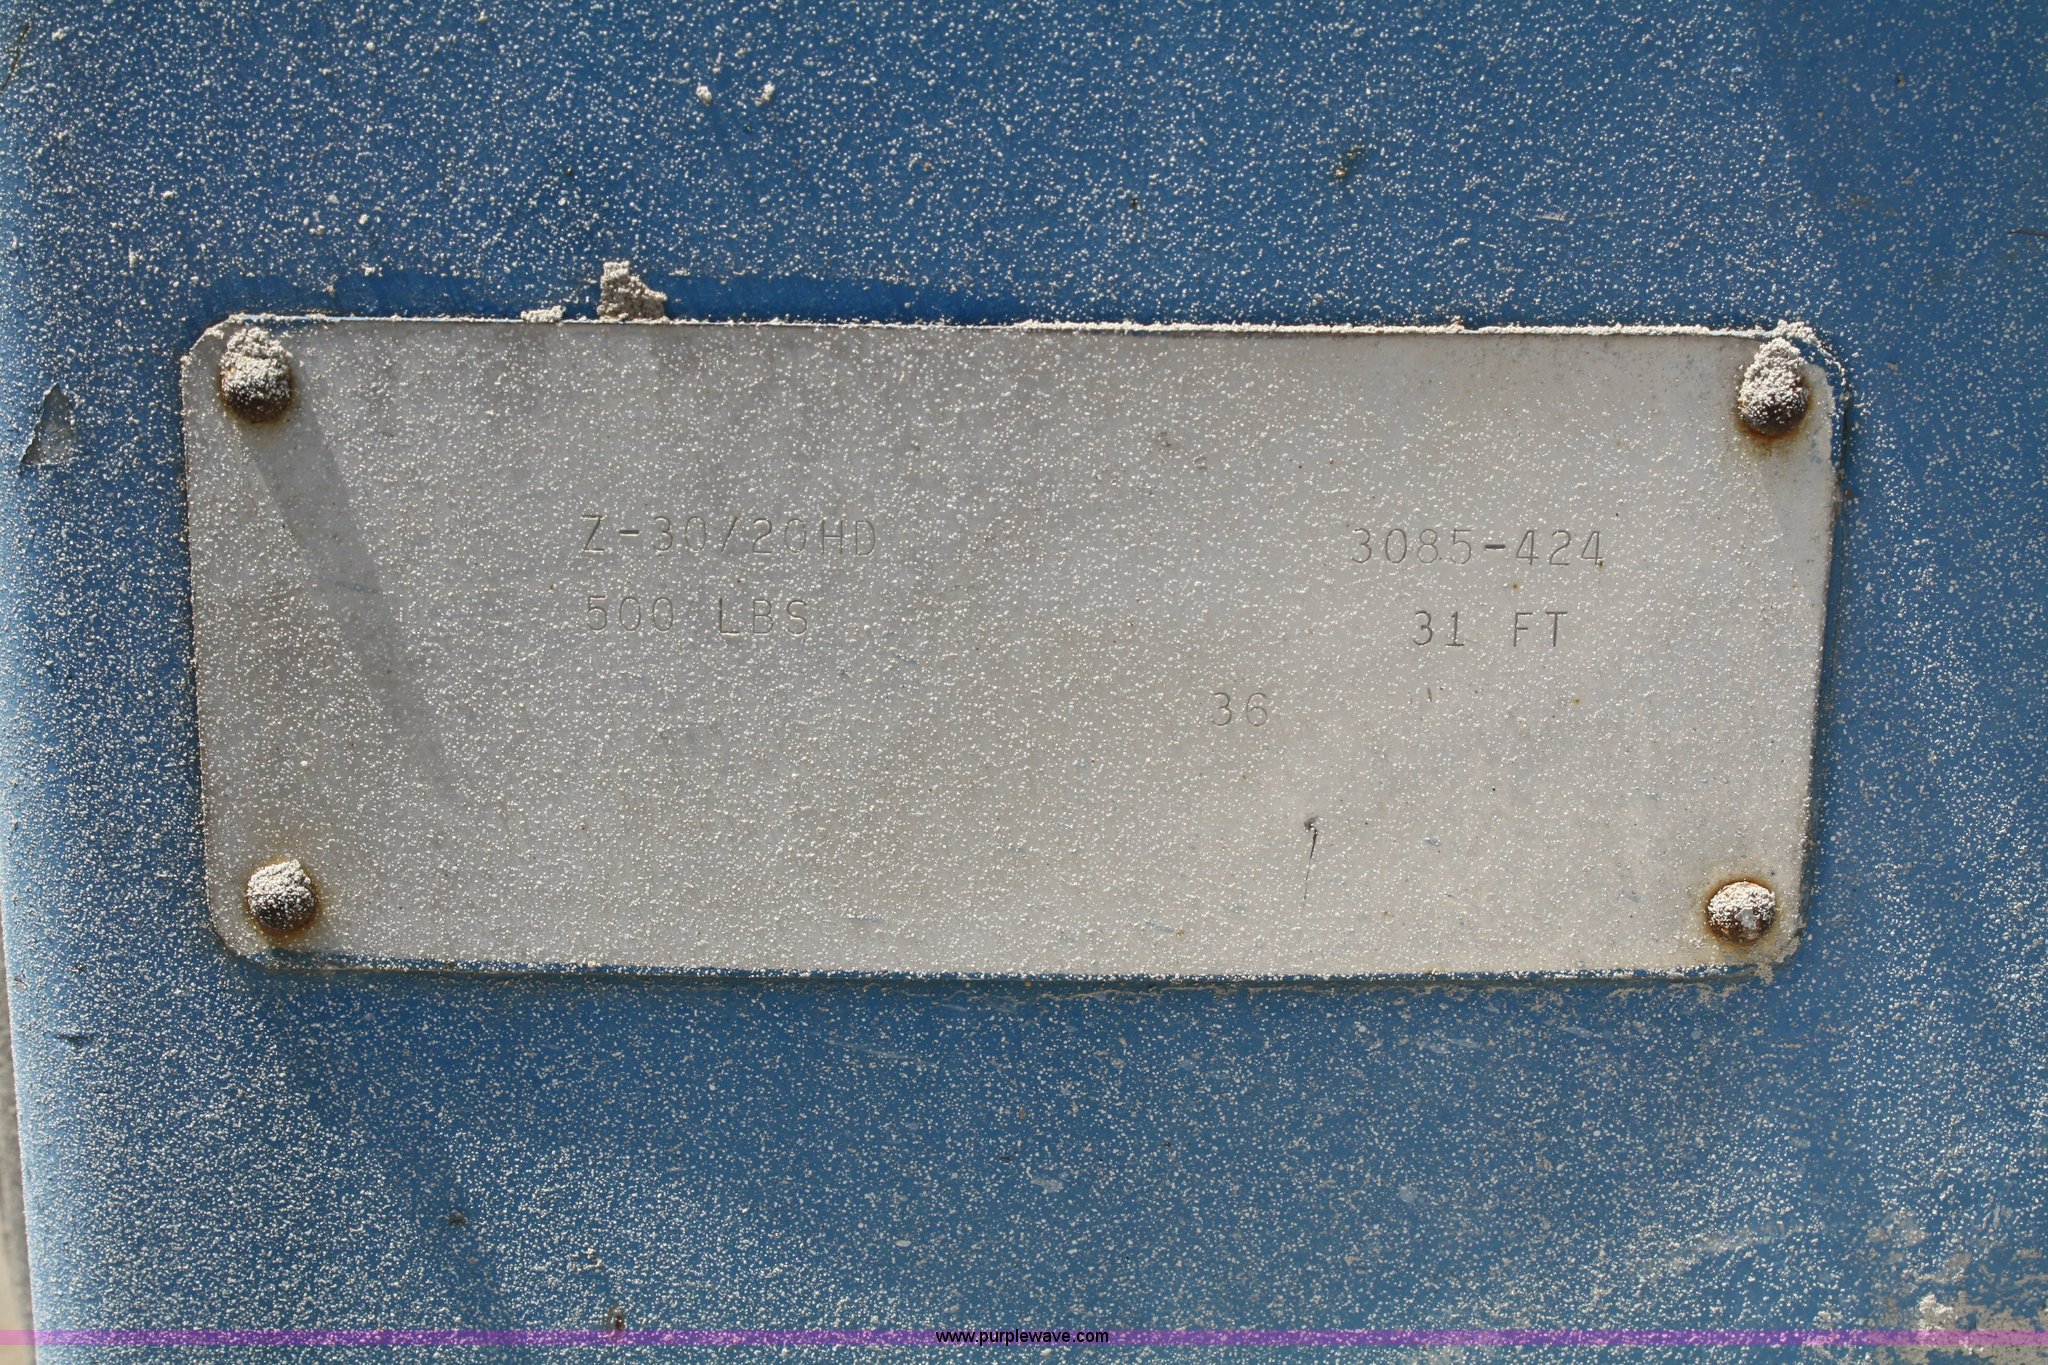 Z-30/20HD 3085-424
500 LBS 31 FT
36
www.purplewave.com